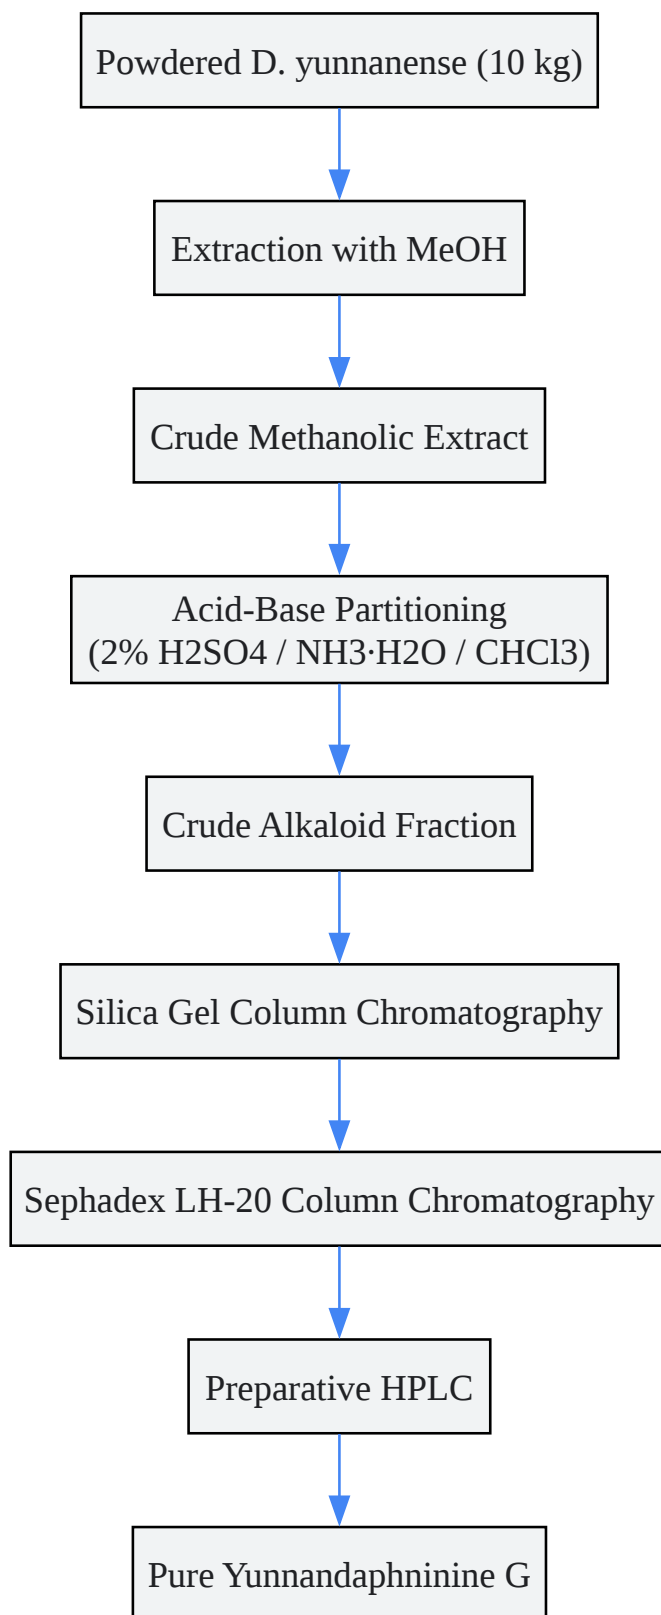 Powdered D. yunnanense (10 kg)
Extraction with MeOH
Crude Methanolic Extract
Acid-Base Partitioning
(2% H2SO4 / NH3·H2O / CHCl3)
Crude Alkaloid Fraction
Silica Gel Column Chromatography
Sephadex LH-20 Column Chromatography
Preparative HPLC
Pure Yunnandaphninine G